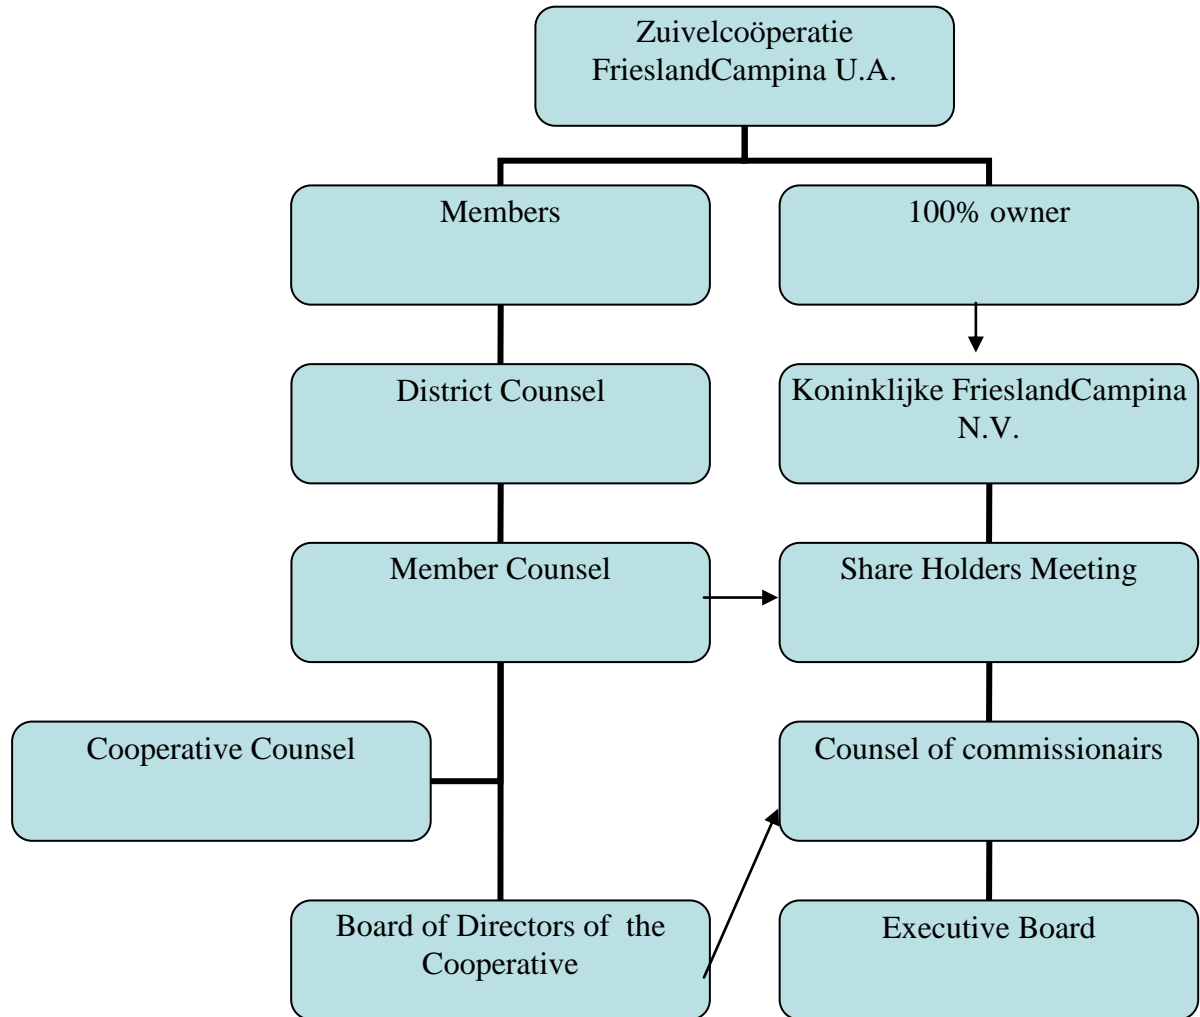 Zuivelcoöperatie
FrieslandCampina U.A.
Members
100% owner
District Counsel
Koninklijke FrieslandCampina
N.V.
Member Counsel
Share Holders Meeting
Cooperative Counsel
Counsel of commissionairs
Board of Directors of the
Cooperative
Executive Board